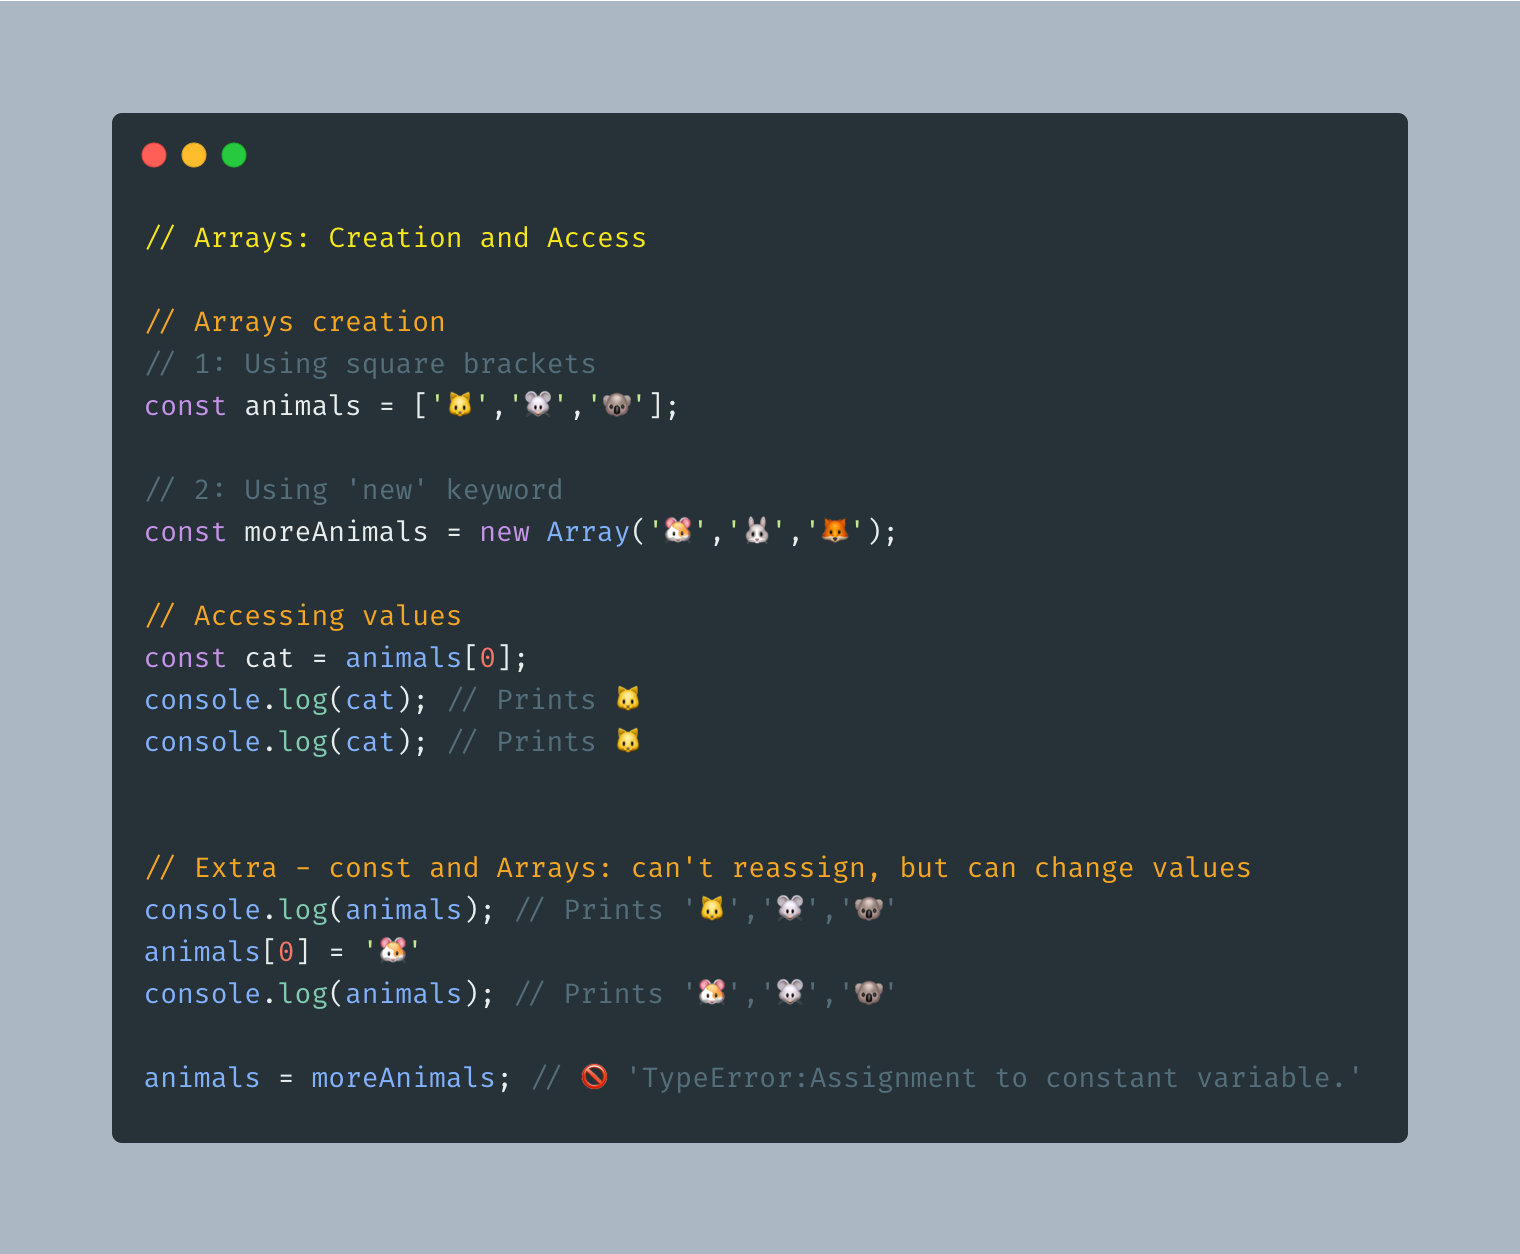 // Arrays: Creation and Access
// Arrays creation
// 1: Using square brackets
const animals = ['🐱','🐭','🐨'];
// 2: Using 'new' keyword
const moreAnimals = new Array('🐹','🐰','🦊');
// Accessing values
const cat = animals[0];
console.log(cat); // Prints 🐱
console.log(cat); // Prints 🐱
// Extra - const and Arrays: can't reassign, but can change values
console.log(animals); // Prints '🐱','🐭','🐨'
animals[0] = '🐹'
console.log(animals); // Prints '🐹','🐭','🐨'
animals = moreAnimals; // 🚫 'TypeError:Assignment to constant variable.'